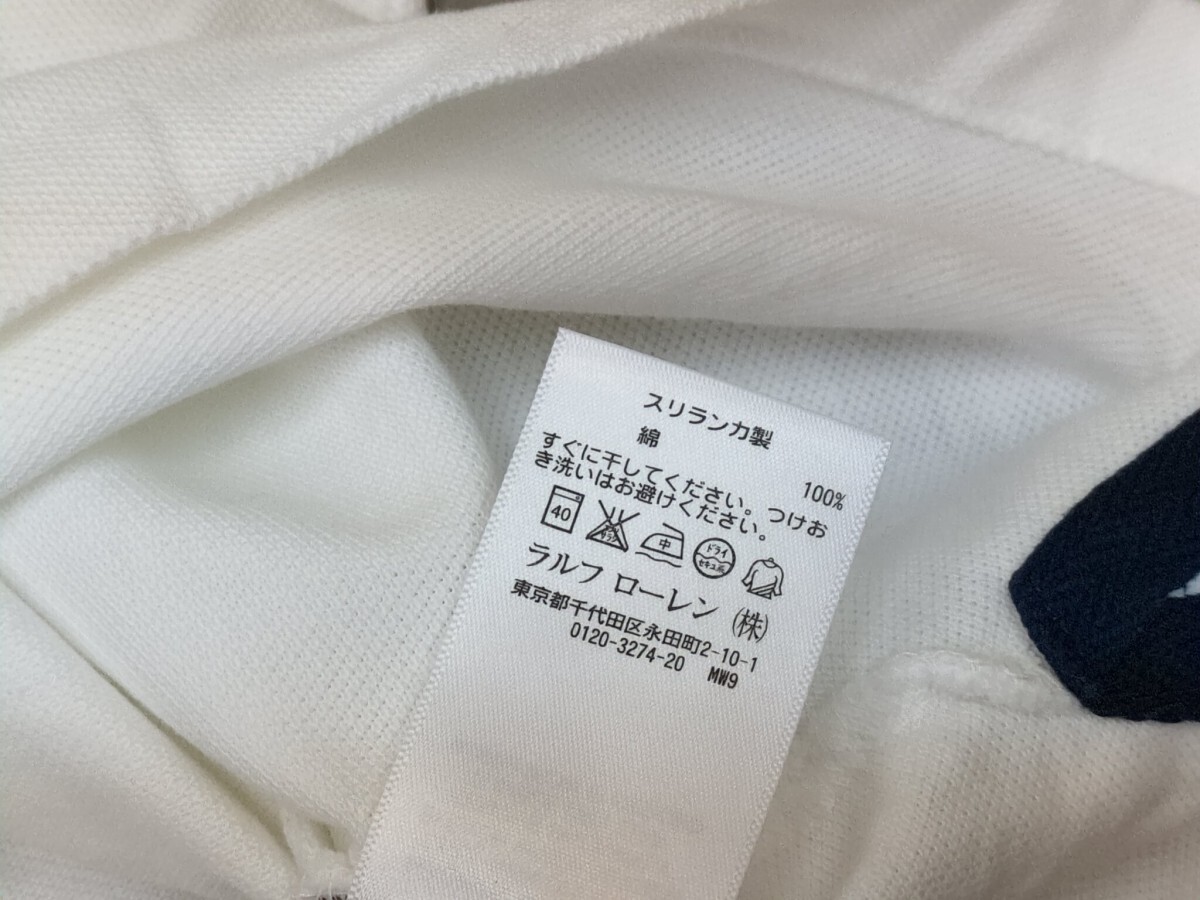 スリランカ製
綿 100%
すぐに干してください。つけお
き洗いはお避けください。
40 中 ドライ セキユ系
ラルフ ローレン (株)
東京都千代田区永田町2-10-1
0120-3274-20 MW9